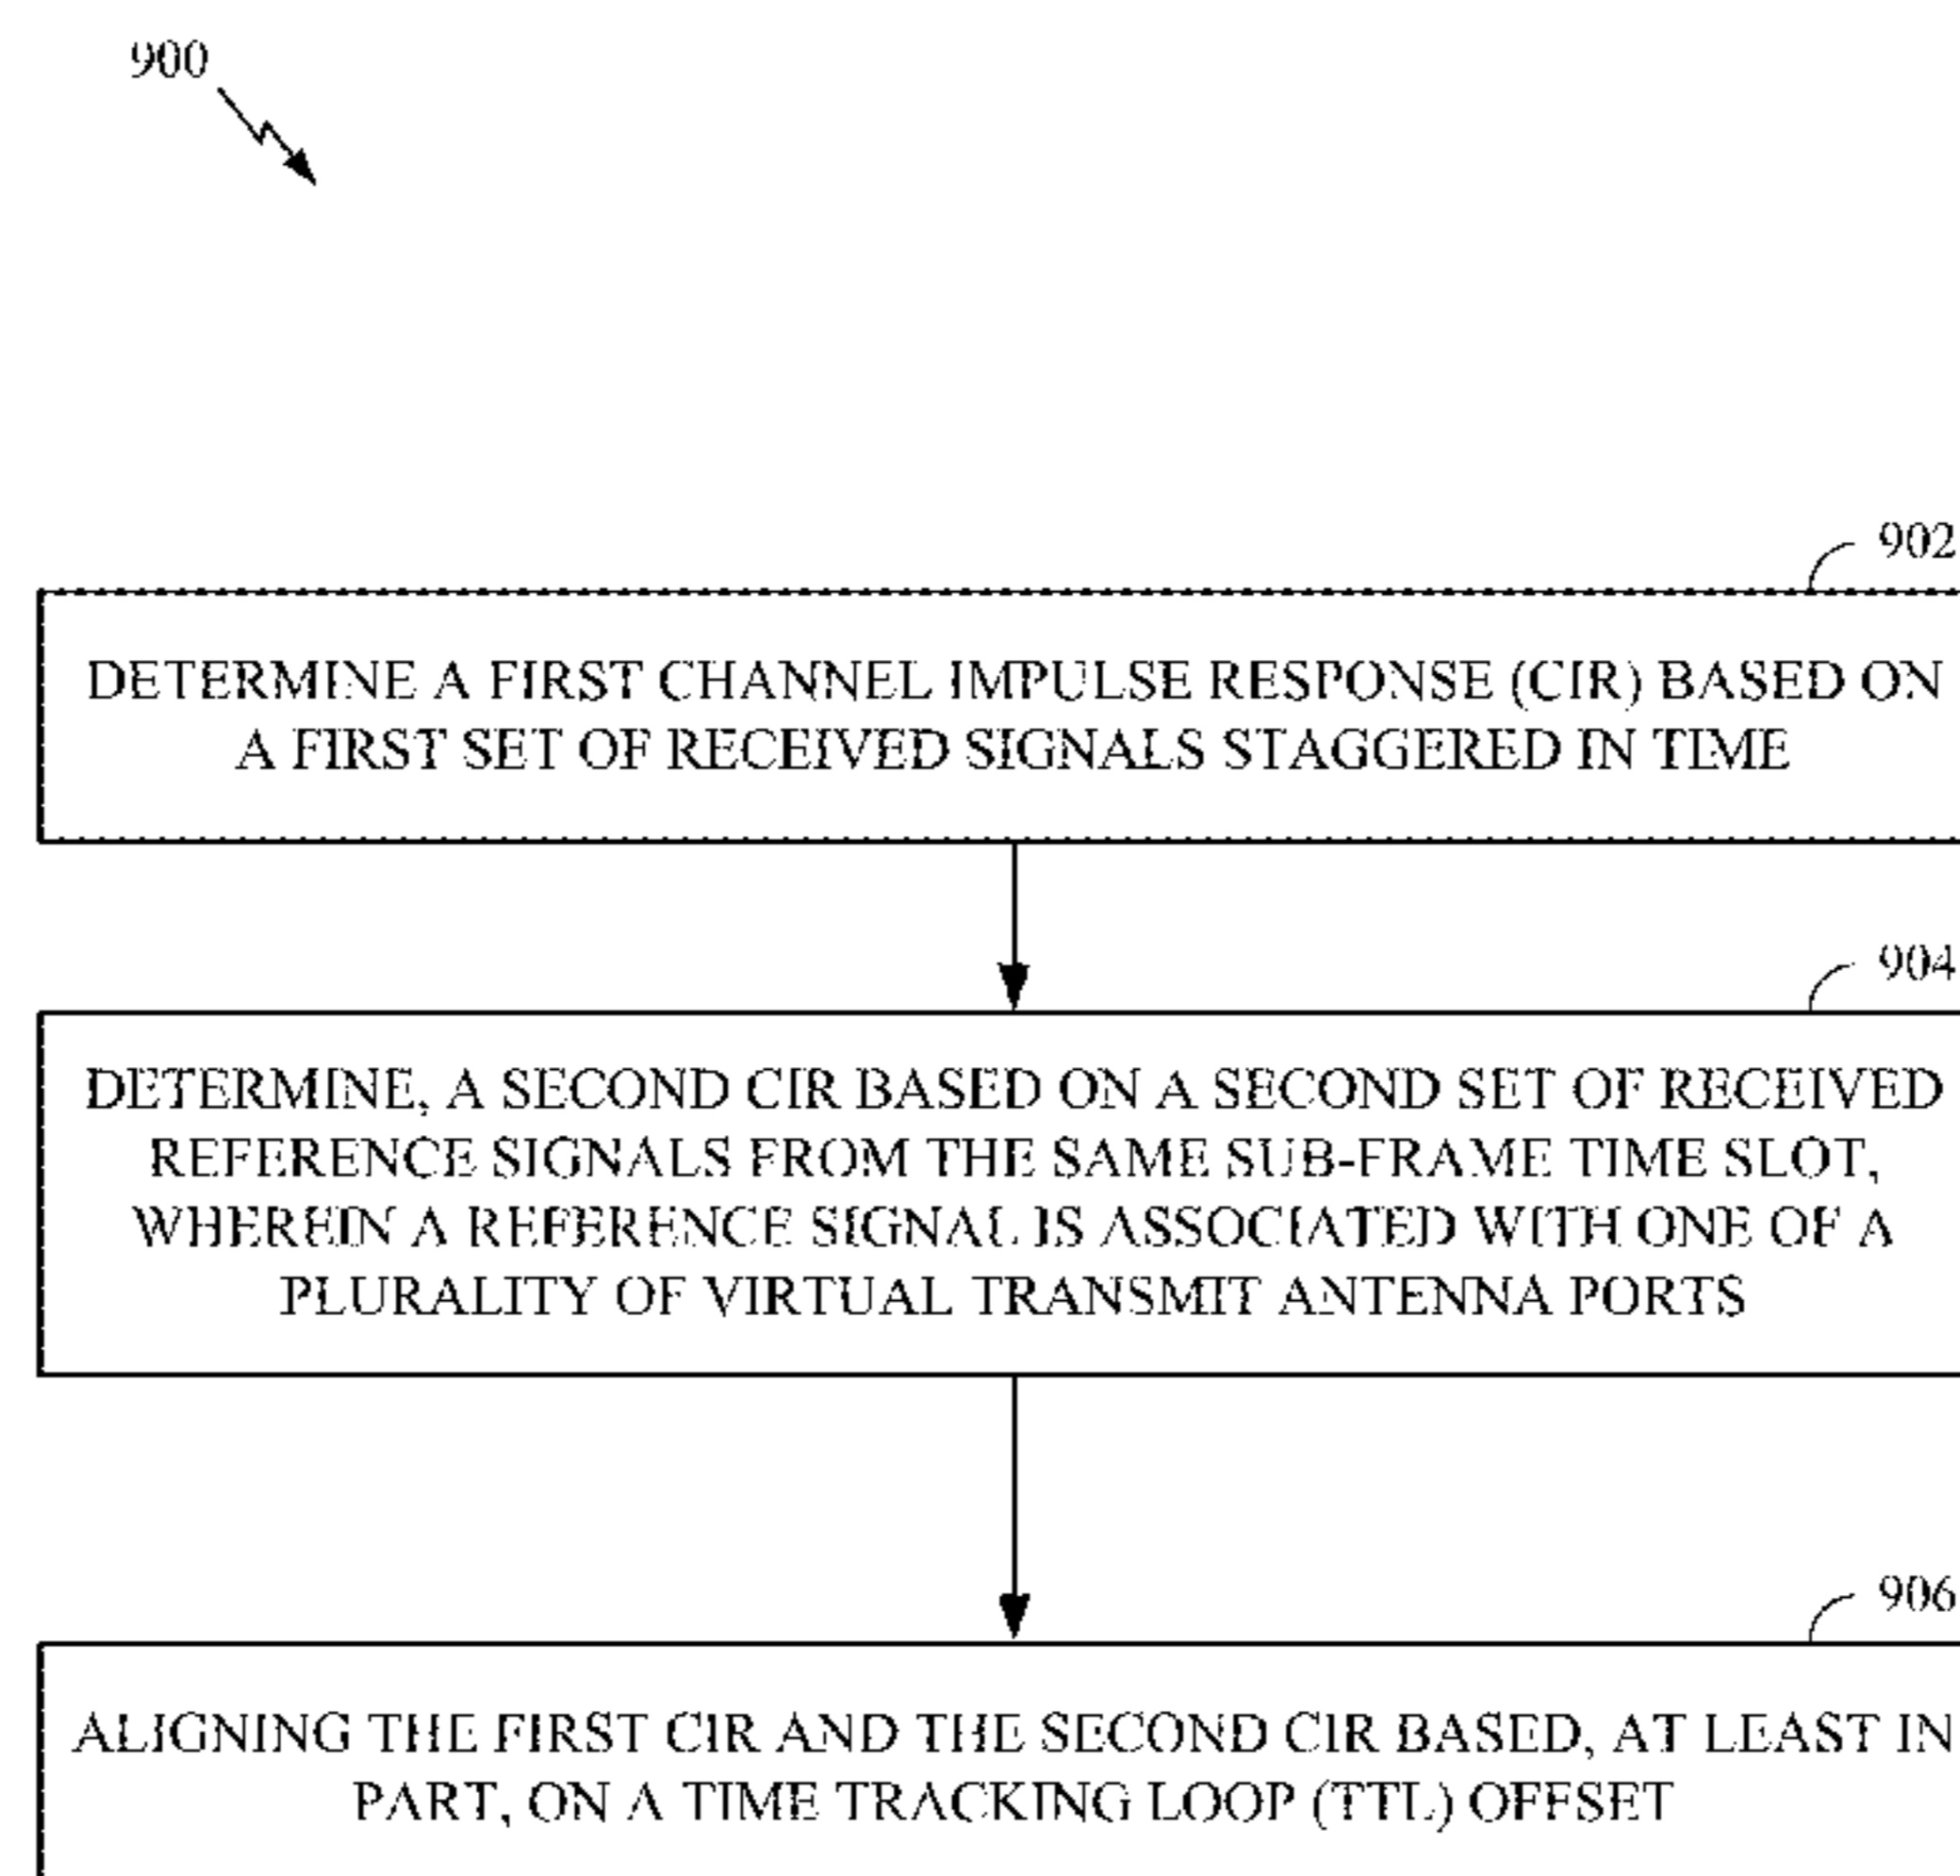 900
902
DETERMINE A FIRST CHANNEL IMPULSE RESPONSE (CIR) BASED ON
A FIRST SET OF RECEIVED SIGNALS STAGGERED IN TIME
904
DETERMINE, A SECOND CIR BASED ON A SECOND SET OF RECEIVED
REFERENCE SIGNALS FROM THE SAME SUB-FRAME TIME SLOT,
WHEREIN A REFERENCE SIGNAL IS ASSOCIATED WITH ONE OF A
PLURALITY OF VIRTUAL TRANSMIT ANTENNA PORTS
906
ALIGNING THE FIRST CIR AND THE SECOND CIR BASED, AT LEAST IN
PART, ON A TIME TRACKING LOOP (TTL) OFFSET